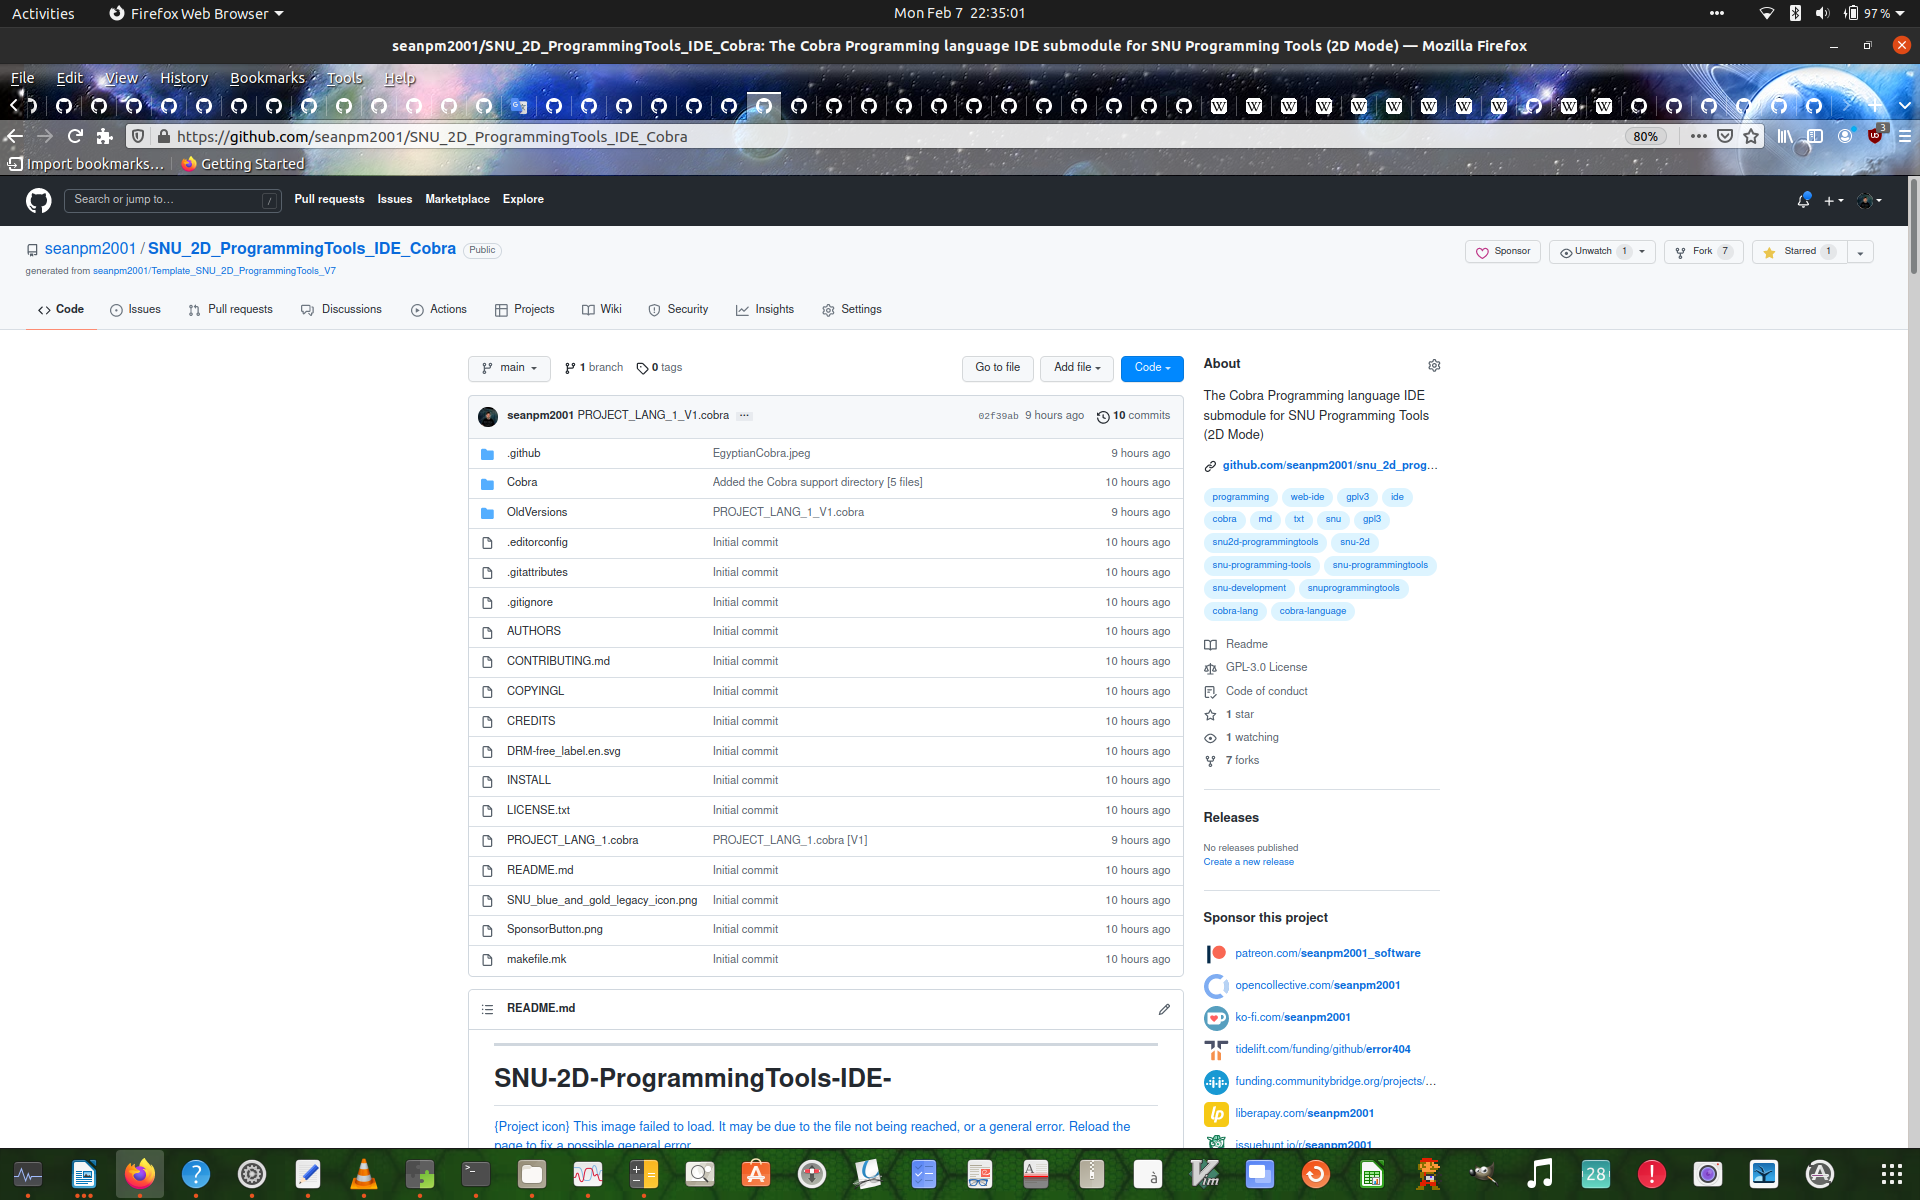 Activities
Firefox Web Browser
Mon Feb 7 22:35:01
97 %
seanpm2001/SNU_2D_ProgrammingTools_IDE_Cobra: The Cobra Programming language IDE submodule for SNU Programming Tools (2D Mode) — Mozilla Firefox
File Edit View History Bookmarks Tools Help
https://github.com/seanpm2001/SNU_2D_ProgrammingTools_IDE_Cobra
80%
3
Import bookmarks…
Getting Started
Search or jump to…
/
Pull requests Issues Marketplace Explore
seanpm2001 / SNU_2D_ProgrammingTools_IDE_Cobra Public
Sponsor
Unwatch 1
Fork 7
Starred 1
generated from seanpm2001/Template_SNU_2D_ProgrammingTools_V7
Code Issues Pull requests Discussions Actions Projects Wiki Security Insights Settings
main
1 branch
0 tags
Go to file
Add file
Code
seanpm2001 PROJECT_LANG_1_V1.cobra ...
02f39ab 9 hours ago
10 commits
.github EgyptianCobra.jpeg 9 hours ago
Cobra Added the Cobra support directory [5 files] 10 hours ago
OldVersions PROJECT_LANG_1_V1.cobra 9 hours ago
.editorconfig Initial commit 10 hours ago
.gitattributes Initial commit 10 hours ago
.gitignore Initial commit 10 hours ago
AUTHORS Initial commit 10 hours ago
CONTRIBUTING.md Initial commit 10 hours ago
COPYINGL Initial commit 10 hours ago
CREDITS Initial commit 10 hours ago
DRM-free_label.en.svg Initial commit 10 hours ago
INSTALL Initial commit 10 hours ago
LICENSE.txt Initial commit 10 hours ago
PROJECT_LANG_1.cobra PROJECT_LANG_1.cobra [V1] 9 hours ago
README.md Initial commit 10 hours ago
SNU_blue_and_gold_legacy_icon.png Initial commit 10 hours ago
SponsorButton.png Initial commit 10 hours ago
makefile.mk Initial commit 10 hours ago
README.md
SNU-2D-ProgrammingTools-IDE-
{Project icon} This image failed to load. It may be due to the file not being reached, or a general error. Reload the
page to fix a possible general error.
About
The Cobra Programming language IDE
submodule for SNU Programming Tools
(2D Mode)
github.com/seanpm2001/snu_2d_prog…
programming web-ide gplv3 ide
cobra md txt snu gpl3
snu2d-programmingtools snu-2d
snu-programming-tools snu-programmingtools
snu-development snuprogrammingtools
cobra-lang cobra-language
Readme
GPL-3.0 License
Code of conduct
1 star
1 watching
7 forks
Releases
No releases published
Create a new release
Sponsor this project
patreon.com/seanpm2001_software
opencollective.com/seanpm2001
ko-fi.com/seanpm2001
tidelift.com/funding/github/error404
funding.communitybridge.org/projects/…
liberapay.com/seanpm2001
issuehunt.io/r/seanpm2001
28